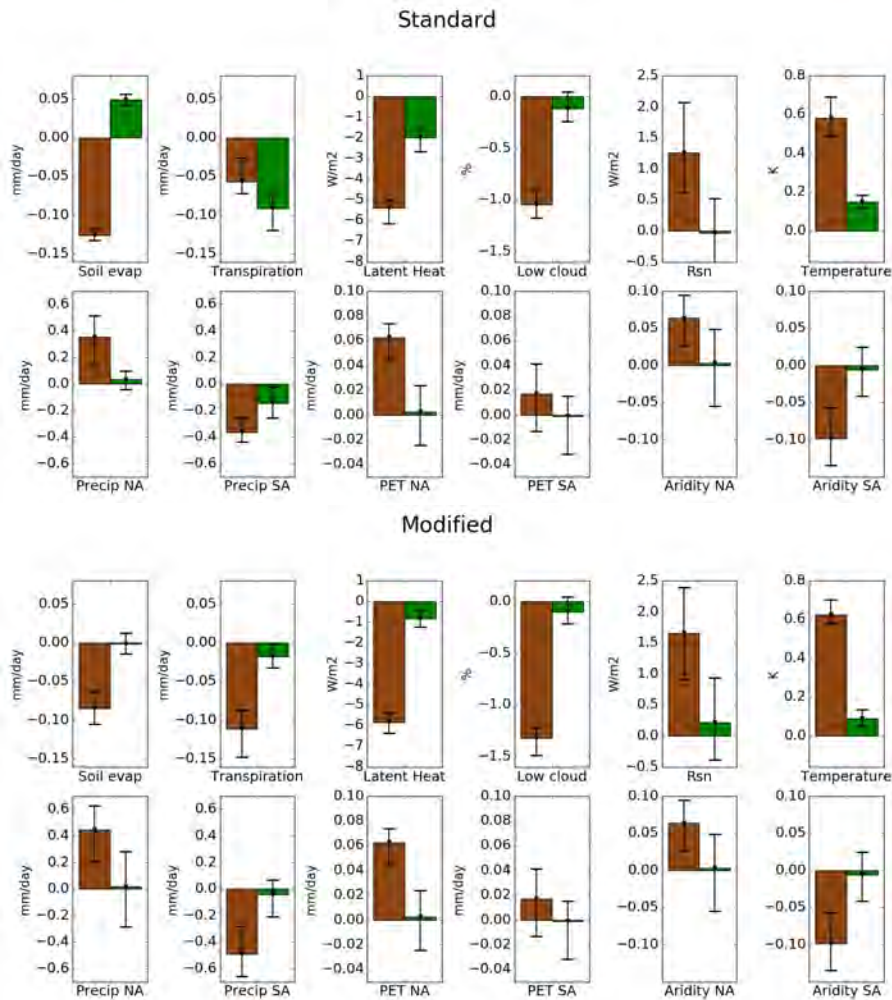 Standard
0.05 0.00 −0.05 −0.10 −0.15 mm/day Soil evap
0.05 0.00 −0.05 −0.10 −0.15 mm/day Transpiration
1 0 −1 −2 −3 −4 −5 −6 −7 −8 W/m2 Latent Heat
0.0 −0.5 −1.0 −1.5 % Low cloud
2.5 2.0 1.5 1.0 0.5 0.0 −0.5 W/m2 Rsn
0.8 0.6 0.4 0.2 0.0 K Temperature
0.6 0.4 0.2 0.0 −0.2 −0.4 −0.6 mm/day Precip NA
0.6 0.4 0.2 0.0 −0.2 −0.4 −0.6 mm/day Precip SA
0.10 0.08 0.06 0.04 0.02 0.00 −0.02 −0.04 mm/day PET NA
0.10 0.08 0.06 0.04 0.02 0.00 −0.02 −0.04 mm/day PET SA
0.10 0.05 0.00 −0.05 −0.10 Aridity NA
0.10 0.05 0.00 −0.05 −0.10 Aridity SA
Modified
0.05 0.00 −0.05 −0.10 −0.15 mm/day Soil evap
0.05 0.00 −0.05 −0.10 −0.15 mm/day Transpiration
1 0 −1 −2 −3 −4 −5 −6 −7 −8 W/m2 Latent Heat
0.0 −0.5 −1.0 −1.5 % Low cloud
2.5 2.0 1.5 1.0 0.5 0.0 −0.5 W/m2 Rsn
0.8 0.6 0.4 0.2 0.0 K Temperature
0.6 0.4 0.2 0.0 −0.2 −0.4 −0.6 mm/day Precip NA
0.6 0.4 0.2 0.0 −0.2 −0.4 −0.6 mm/day Precip SA
0.10 0.08 0.06 0.04 0.02 0.00 −0.02 −0.04 mm/day PET NA
0.10 0.08 0.06 0.04 0.02 0.00 −0.02 −0.04 mm/day PET SA
0.10 0.05 0.00 −0.05 −0.10 Aridity NA
0.10 0.05 0.00 −0.05 −0.10 Aridity SA